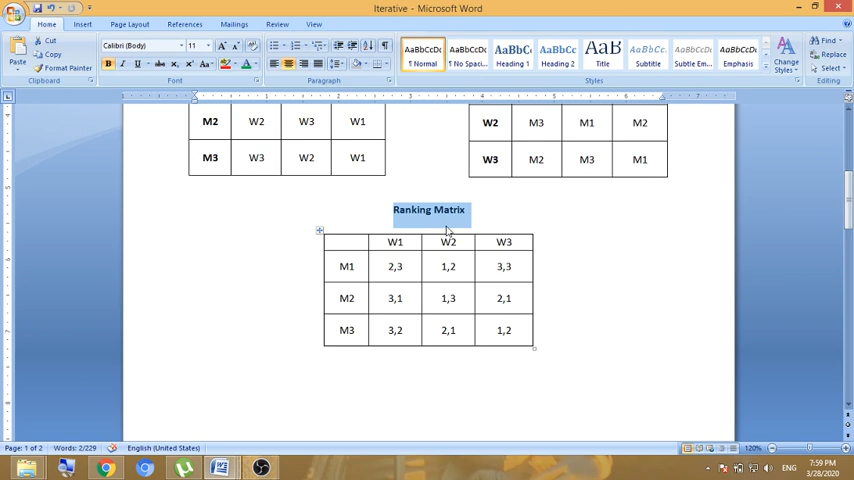 Iterative - Microsoft Word
Home Insert Page Layout References Mailings Review View
Paste
Cut
Copy
Format Painter
Clipboard
Calibri (Body) 11
Font
Paragraph
AaBbCcDc AaBbCcDc AaBbCc AaBbCc AaB AaBbCc. AaBbCcDc AaBbCcDc
¶ Normal ¶ No Spaci... Heading 1 Heading 2 Title Subtitle Subtle Em... Emphasis
Change Styles
Styles
Find
Replace
Select
Editing
M2 W2 W3 W1
M3 W3 W2 W1
W2 M3 M1 M2
W3 M2 M3 M1
Ranking Matrix
W1 W2 W3
M1 2,3 1,2 3,3
M2 3,1 1,3 2,1
M3 3,2 2,1 1,2
Page: 1 of 2 Words: 2/229 English (United States) 120%
ENG
7:59 PM
3/28/2020